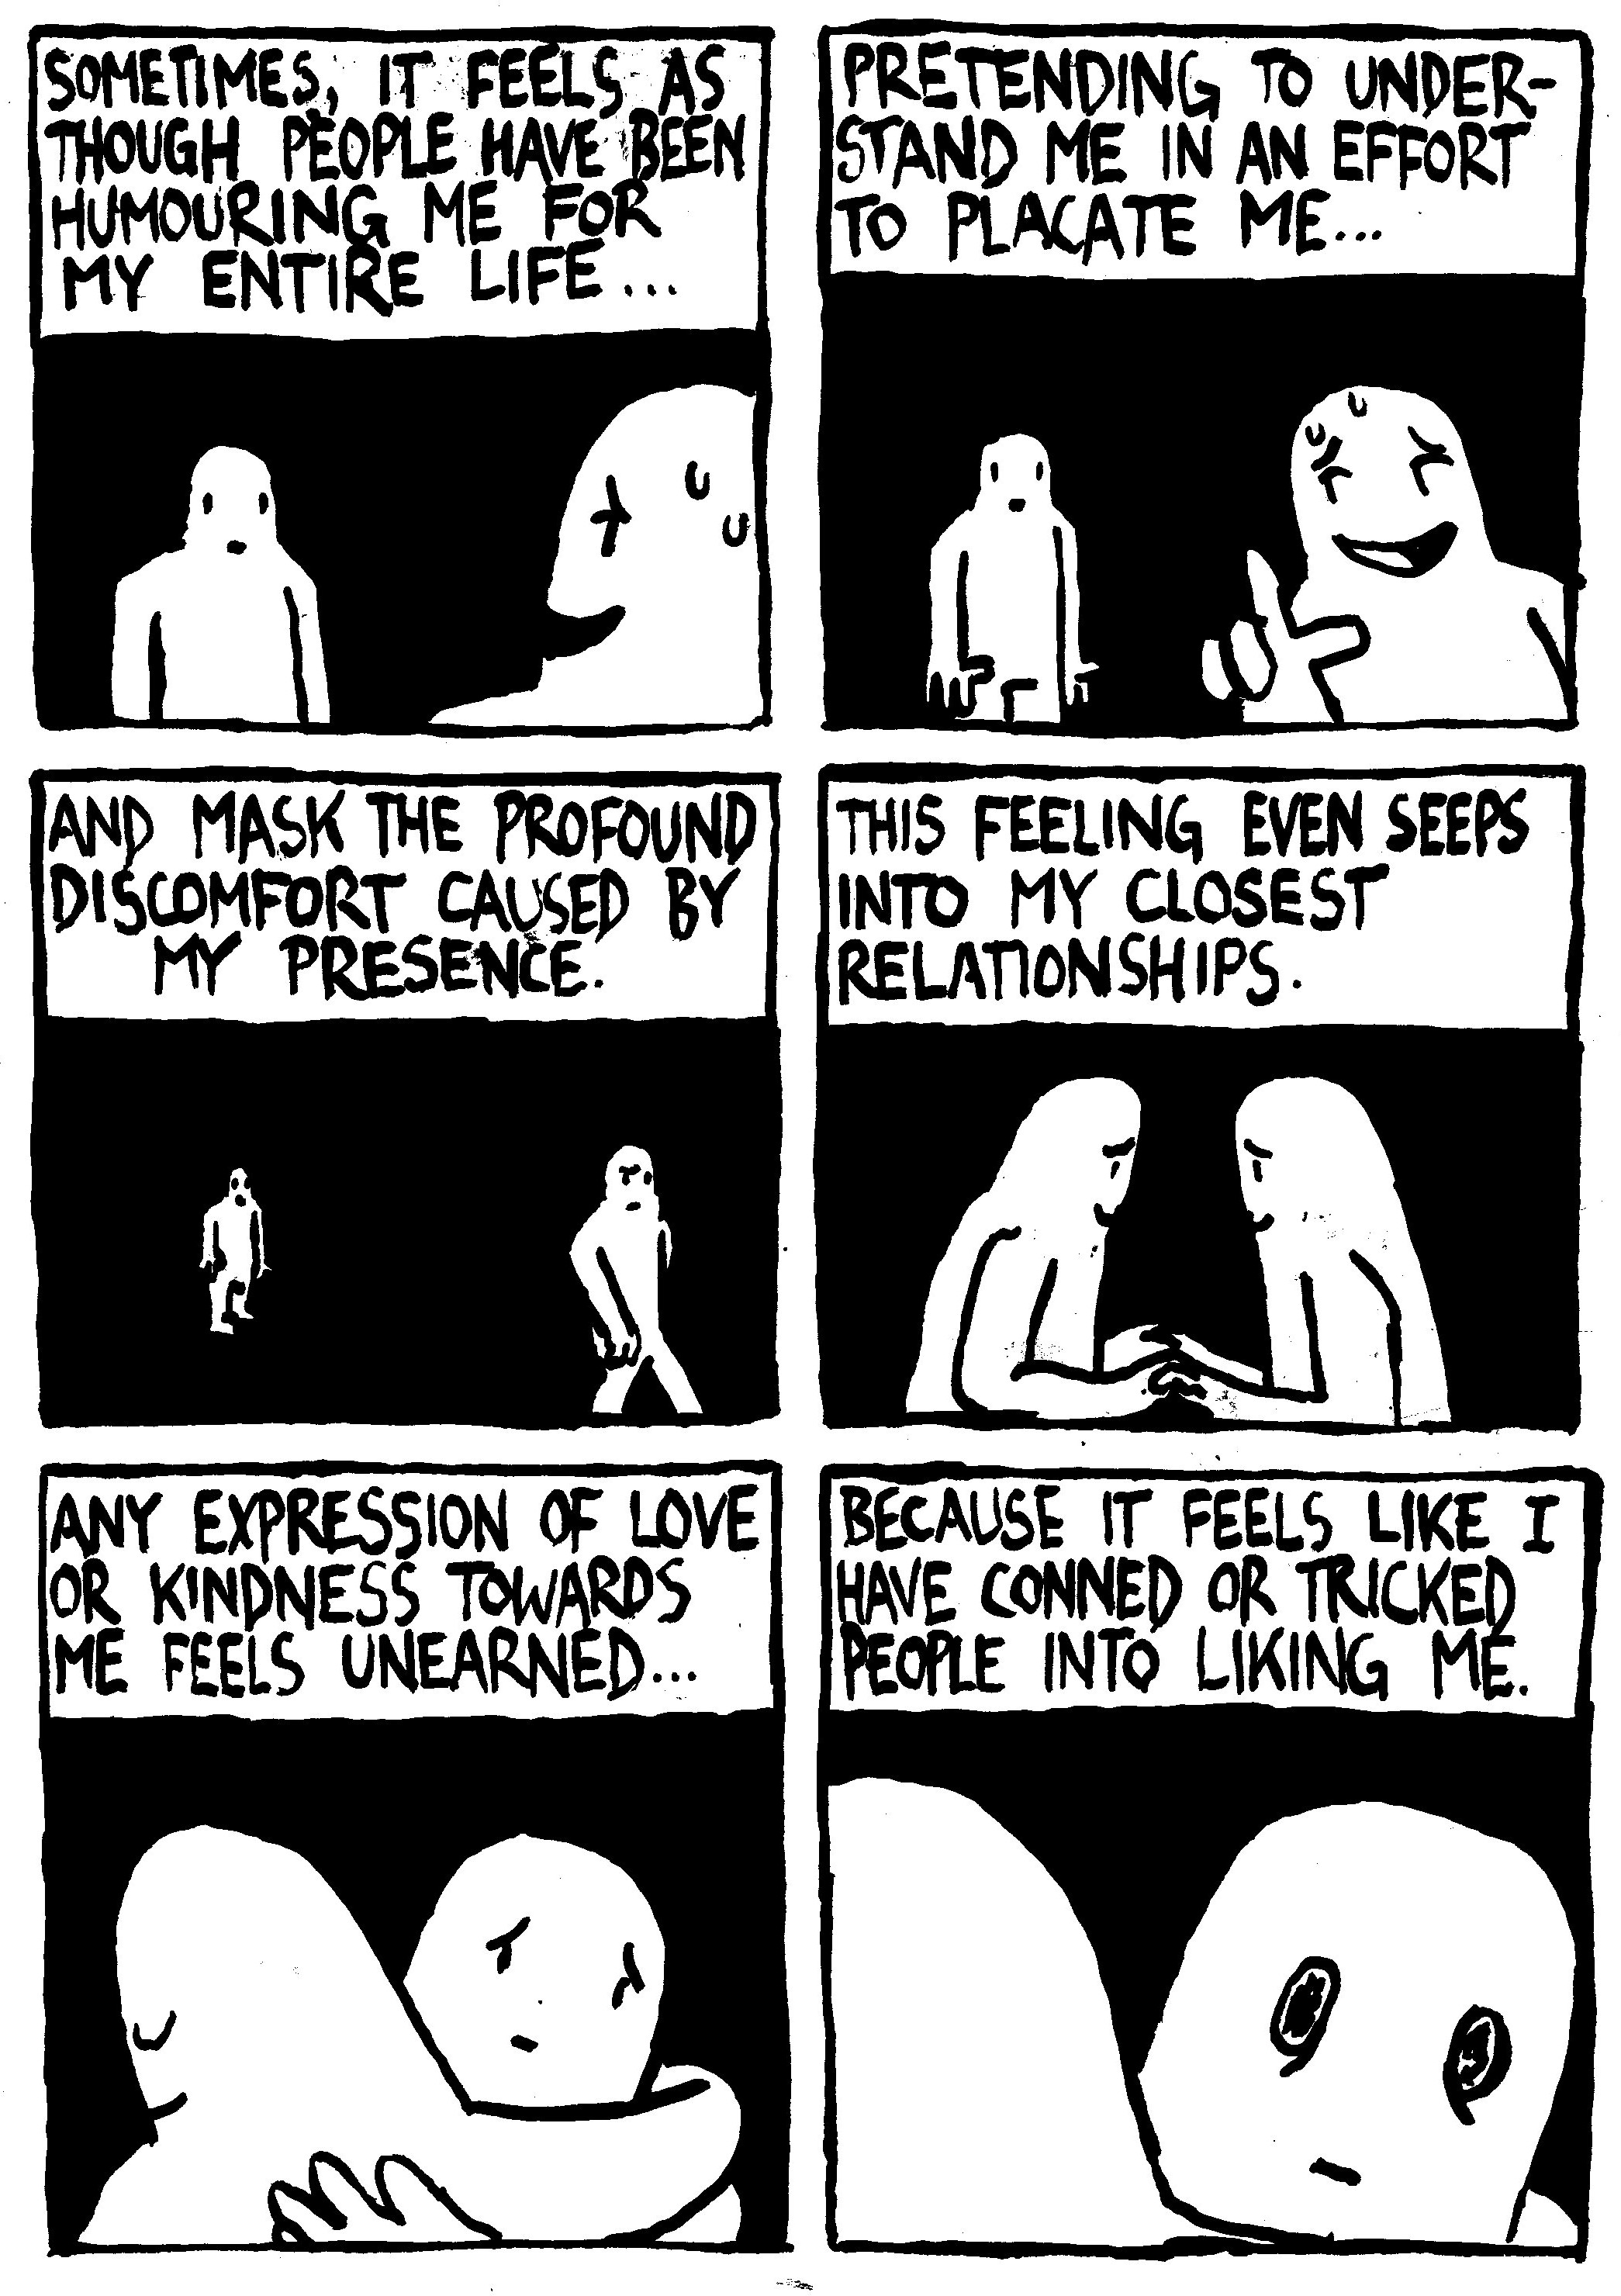 SOMETIMES, IT FEELS AS
THOUGH PEOPLE HAVE BEEN
HUMOURING ME FOR
MY ENTIRE LIFE...
PRETENDING TO UNDER-
STAND ME IN AN EFFORT
TO PLACATE ME...
AND MASK THE PROFOUND
DISCOMFORT CAUSED BY
MY PRESENCE.
THIS FEELING EVEN SEEPS
INTO MY CLOSEST
RELATIONSHIPS.
ANY EXPRESSION OF LOVE
OR KINDNESS TOWARDS
ME FEELS UNEARNED...
BECAUSE IT FEELS LIKE I
HAVE CONNED OR TRICKED
PEOPLE INTO LIKING ME.